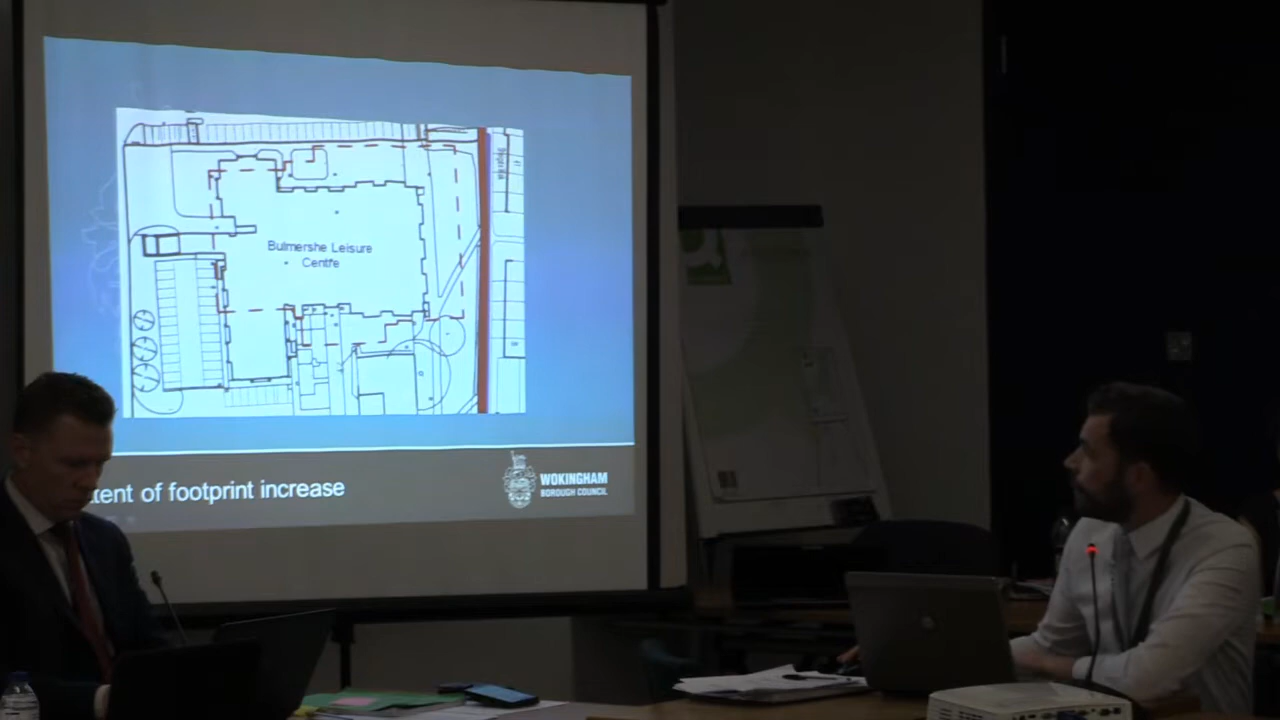 Bulmershe Leisure
Centre
tent of footprint increase
WOKINGHAM
BOROUGH COUNCIL